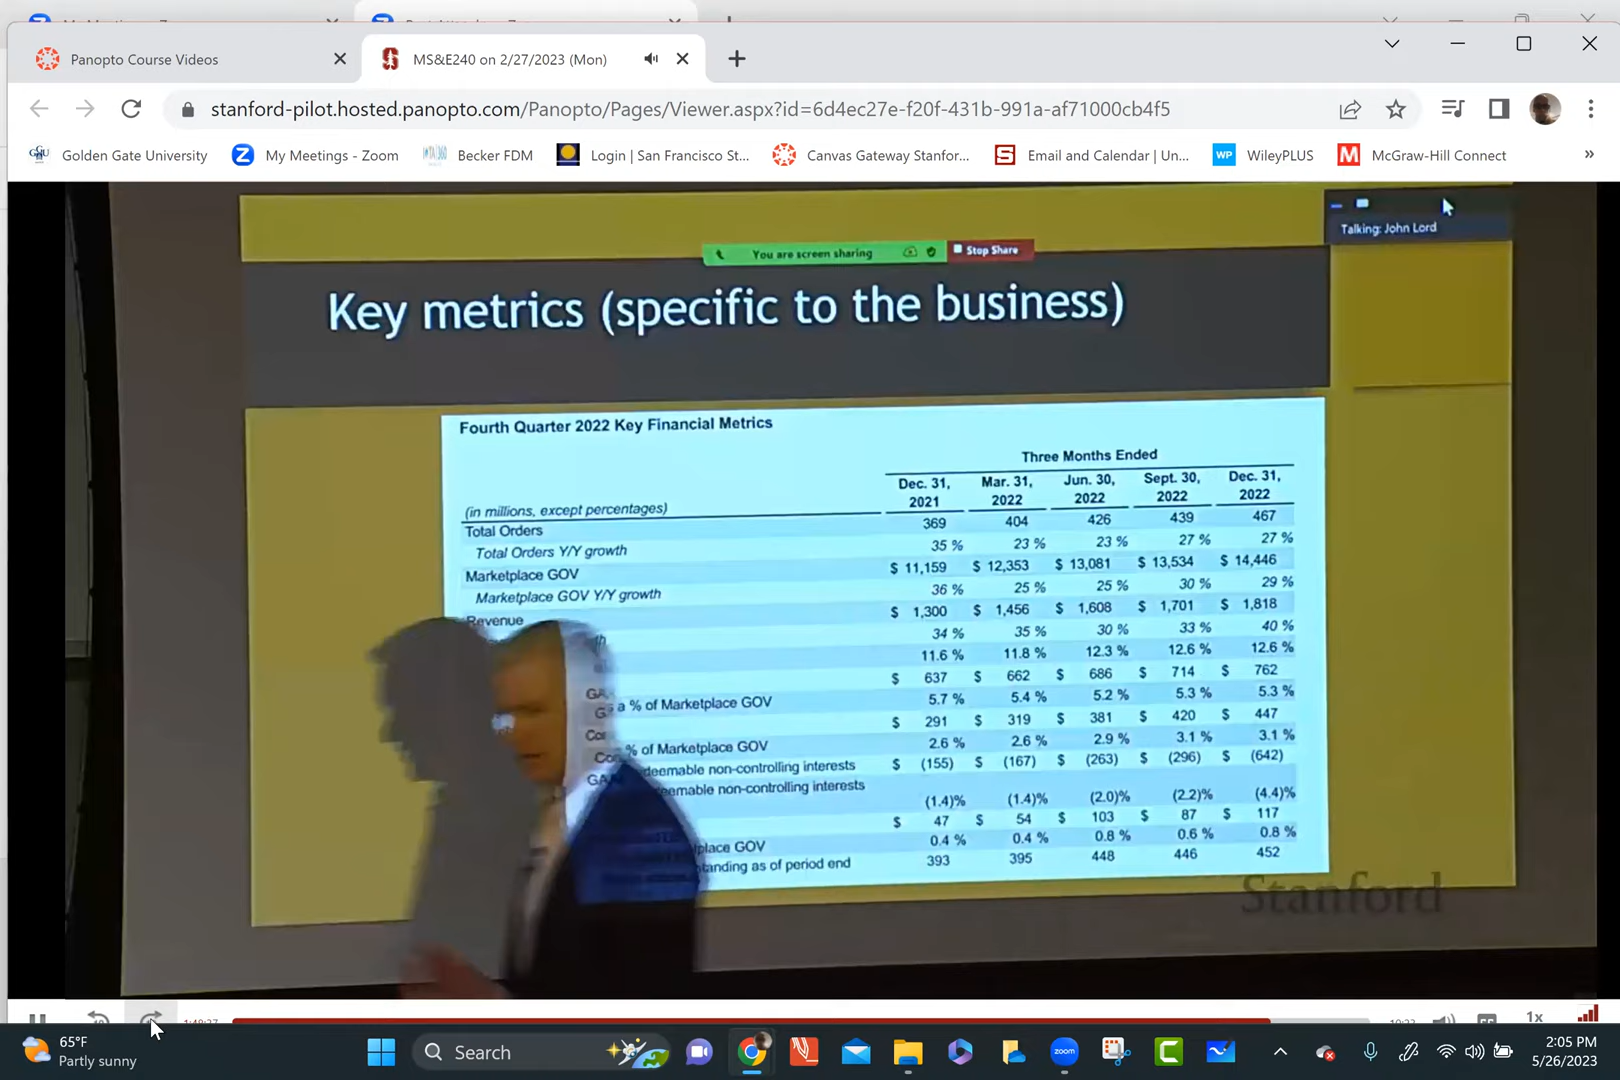 Panopto Course Videos
MS&E240 on 2/27/2023 (Mon)
stanford-pilot.hosted.panopto.com/Panopto/Pages/Viewer.aspx?id=6d4ec27e-f20f-431b-991a-af71000cb4f5
Golden Gate University My Meetings - Zoom Becker FDM Login | San Francisco St... Canvas Gateway Stanfor... Email and Calendar | Un... WP WileyPLUS McGraw-Hill Connect »
Talking: John Lord
You are screen sharing Stop Share
Key metrics (specific to the business)
Fourth Quarter 2022 Key Financial Metrics
Three Months Ended
Dec. 31, Mar. 31, Jun. 30, Sept. 30, Dec. 31,
(in millions, except percentages) 2021 2022 2022 2022 2022
Total Orders 369 404 426 439 467
Total Orders Y/Y growth 35 % 23 % 23 % 27 % 27 %
Marketplace GOV $ 11,159 $ 12,353 $ 13,081 $ 13,534 $ 14,446
Marketplace GOV Y/Y growth 36 % 25 % 25 % 30 % 29 %
Revenue $ 1,300 $ 1,456 $ 1,608 $ 1,701 $ 1,818
34 % 35 % 30 % 33 % 40 %
11.6 % 11.8 % 12.3 % 12.6 % 12.6 %
$ 637 $ 662 $ 686 $ 714 $ 762
a % of Marketplace GOV 5.7 % 5.4 % 5.2 % 5.3 % 5.3 %
$ 291 $ 319 $ 381 $ 420 $ 447
% of Marketplace GOV 2.6 % 2.6 % 2.9 % 3.1 % 3.1 %
non-controlling interests $ (155) $ (167) $ (263) $ (296) $ (642)
non-controlling interests (1.4)% (1.4)% (2.0)% (2.2)% (4.4)%
$ 47 $ 54 $ 103 $ 87 $ 117
GOV 0.4 % 0.4 % 0.8 % 0.6 % 0.8 %
as of period end 393 395 448 446 452
Stanford
1x
65°F
Partly sunny
Search
zoom
2:05 PM
5/26/2023